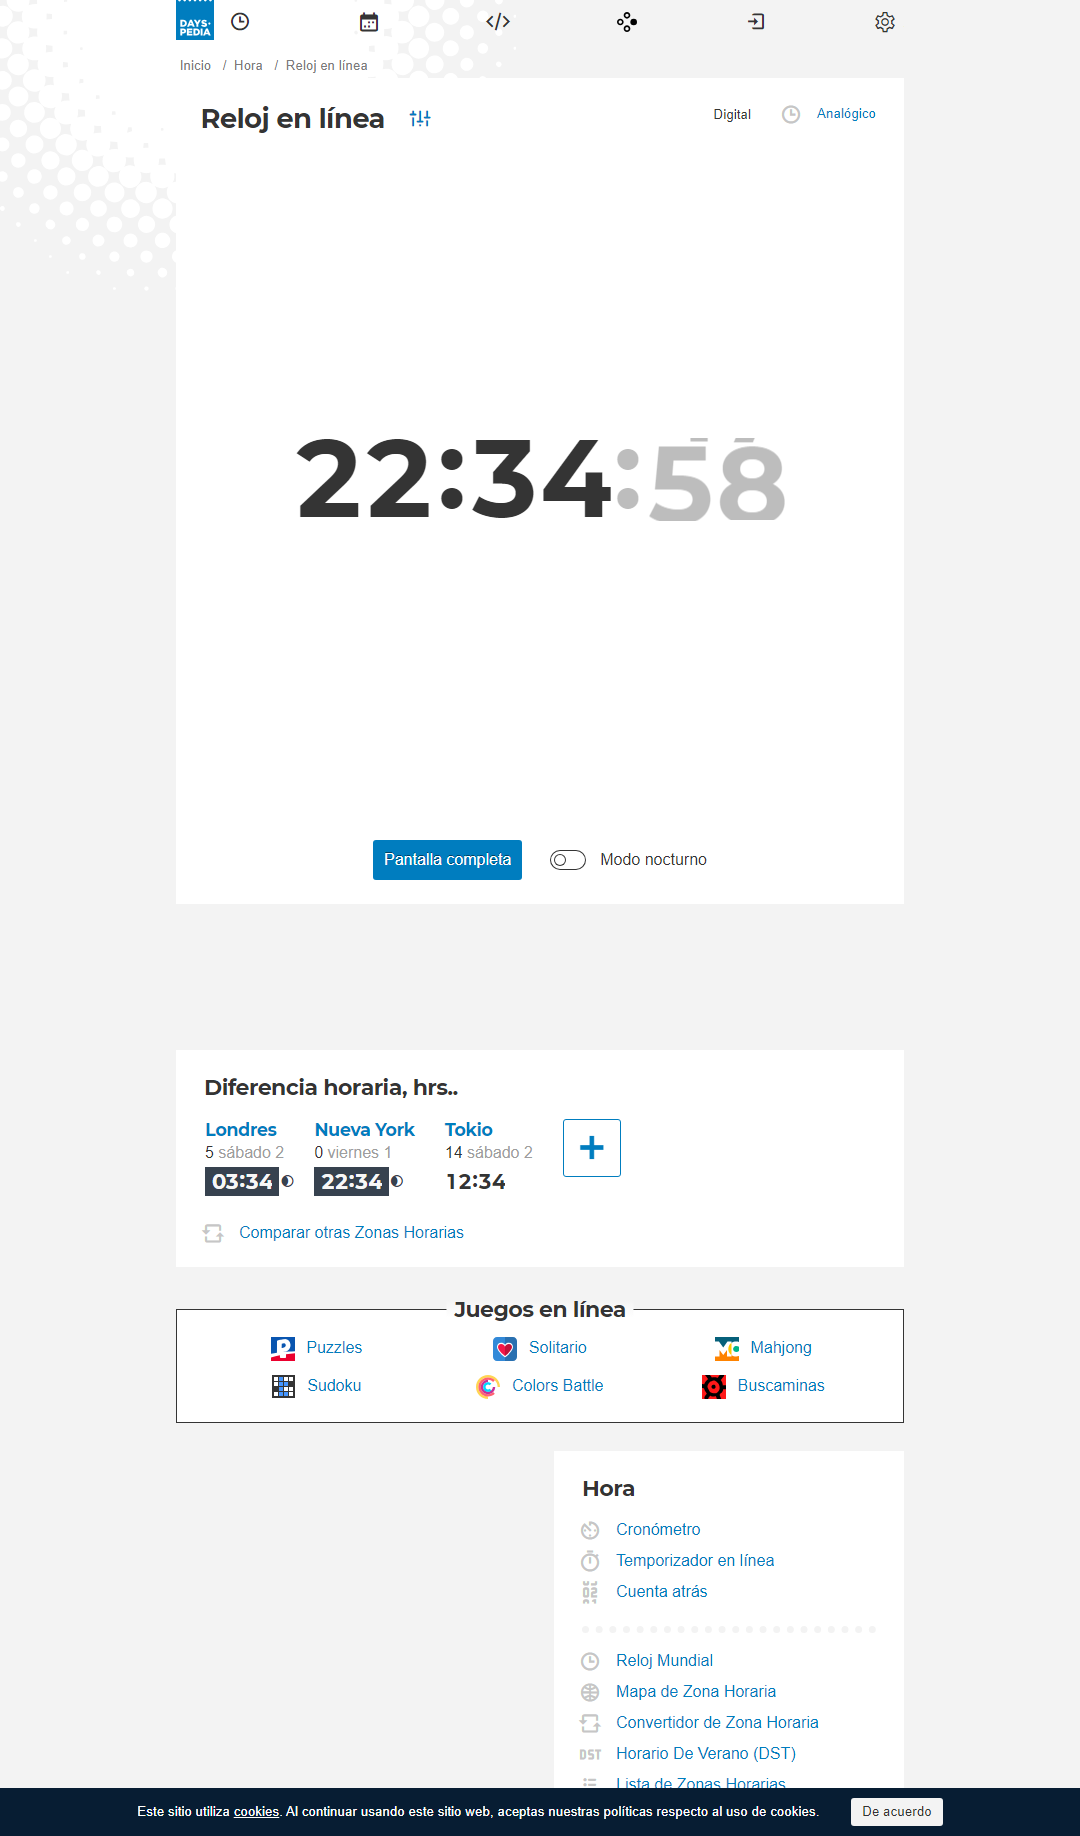 DAYS·
PEDIA
Inicio / Hora / Reloj en línea
Reloj en línea
Digital
Analógico
22:34:58
Pantalla completa
Modo nocturno
Diferencia horaria, hrs..
Londres
5 sábado 2
03:34
Nueva York
0 viernes 1
22:34
Tokio
14 sábado 2
12:34
Comparar otras Zonas Horarias
Juegos en línea
Puzzles
Solitario
Mahjong
Sudoku
Colors Battle
Buscaminas
Hora
Cronómetro
Temporizador en línea
Cuenta atrás
Reloj Mundial
Mapa de Zona Horaria
Convertidor de Zona Horaria
DST Horario De Verano (DST)
Lista de Zonas Horarias
Este sitio utiliza cookies. Al continuar usando este sitio web, aceptas nuestras políticas respecto al uso de cookies.
De acuerdo